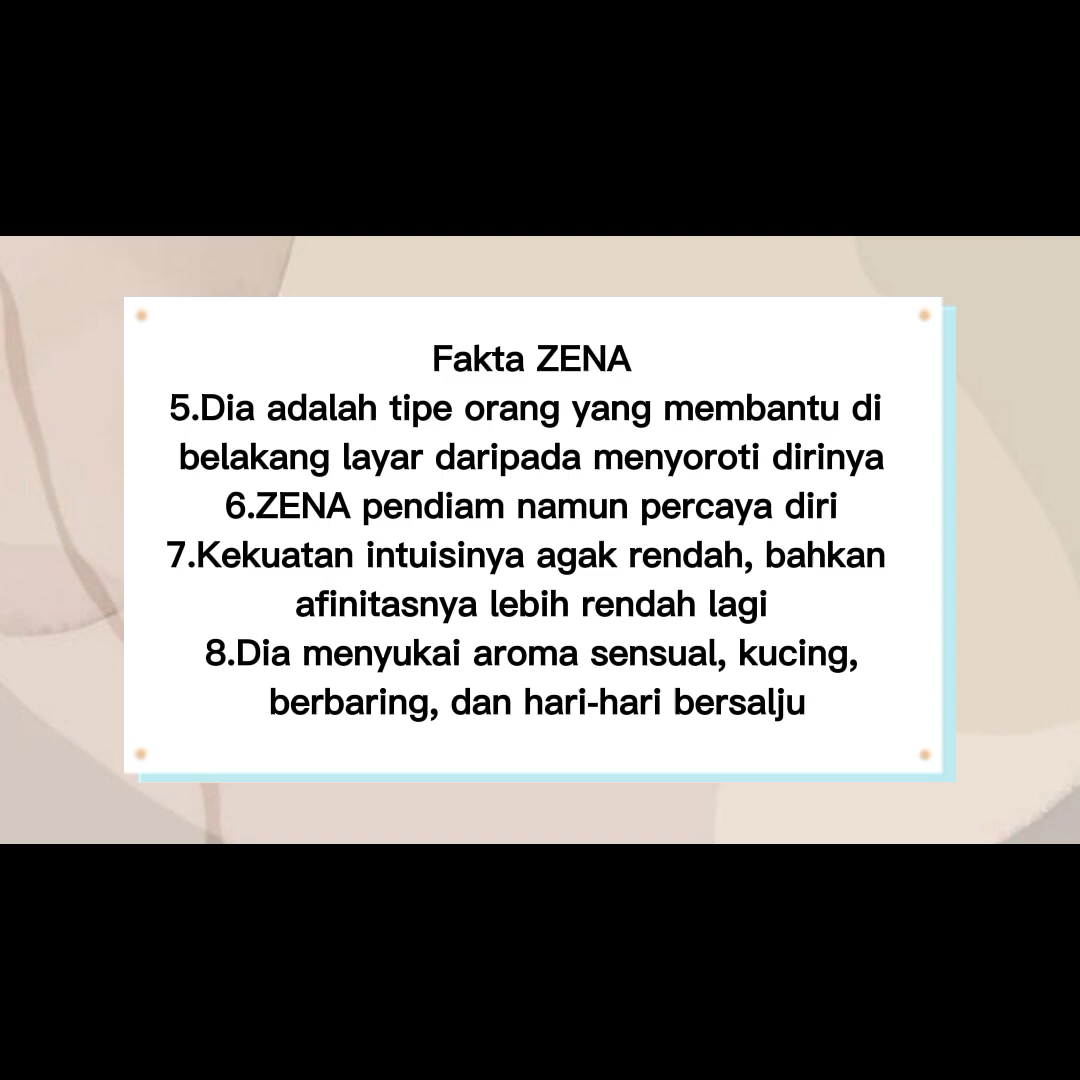 Fakta ZENA
5.Dia adalah tipe orang yang membantu di
belakang layar daripada menyoroti dirinya
6.ZENA pendiam namun percaya diri
7.Kekuatan intuisinya agak rendah, bahkan
afinitasnya lebih rendah lagi
8.Dia menyukai aroma sensual, kucing,
berbaring, dan hari-hari bersalju